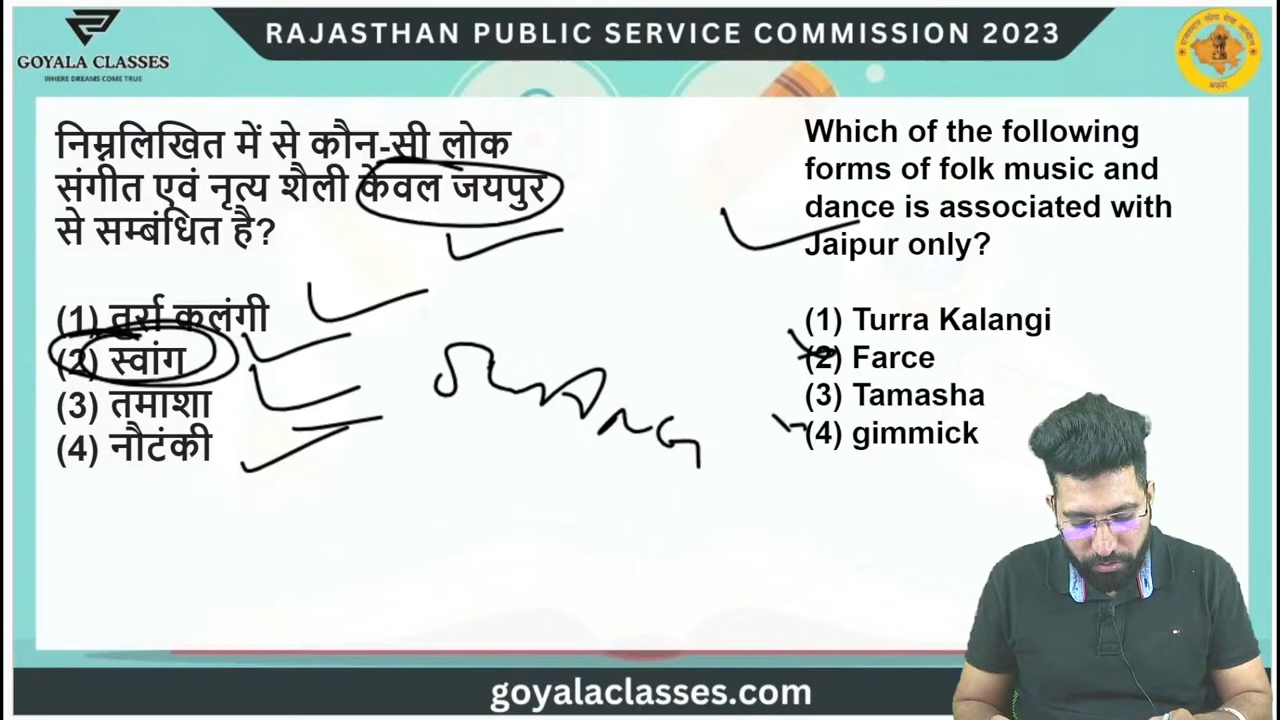 GOYALA CLASSES
WHERE DREAMS COME TRUE
RAJASTHAN PUBLIC SERVICE COMMISSION 2023
निम्नलिखित में से कौन-सी लोक
संगीत एवं नृत्य शैली केवल जयपुर
से सम्बंधित है?
(1) तुर्रा कलंगी
(2) स्वांग
(3) तमाशा
(4) नौटंकी
SWANG
Which of the following
forms of folk music and
dance is associated with
Jaipur only?
(1) Turra Kalangi
(2) Farce
(3) Tamasha
(4) gimmick
goyalaclasses.com